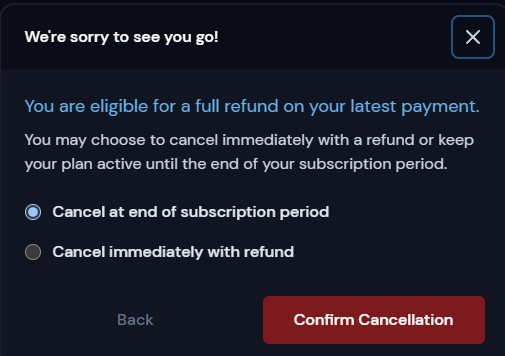 We're sorry to see you go!
You are eligible for a full refund on your latest payment.
You may choose to cancel immediately with a refund or keep
your plan active until the end of your subscription period.
Cancel at end of subscription period
Cancel immediately with refund
Back
Confirm Cancellation